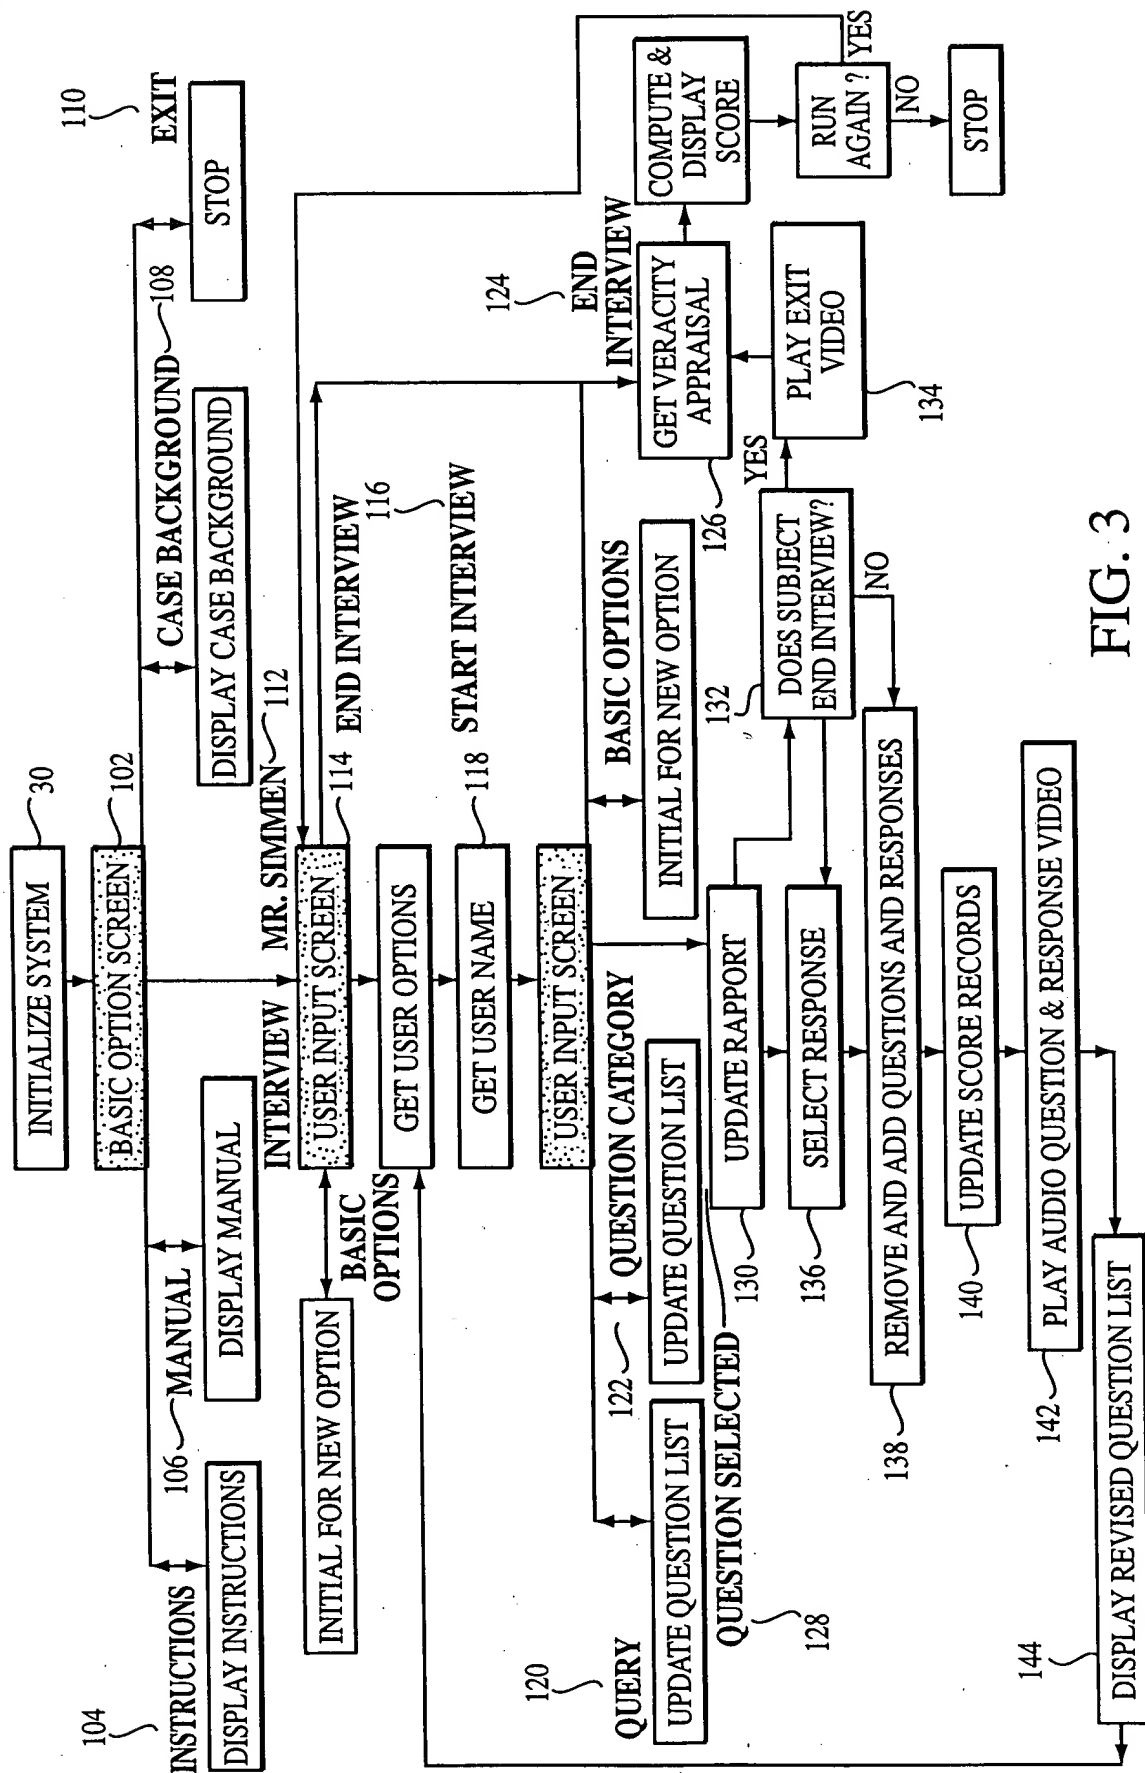 INITIALIZE SYSTEM
30
BASIC OPTION SCREEN
102
104
INSTRUCTIONS
DISPLAY INSTRUCTIONS
106
MANUAL
DISPLAY MANUAL
CASE BACKGROUND
108
DISPLAY CASE BACKGROUND
110
EXIT
STOP
INTERVIEW
MR. SIMMEN
112
USER INPUT SCREEN
114
END INTERVIEW
INITIAL FOR NEW OPTION
BASIC
OPTIONS
GET USER OPTIONS
116
START INTERVIEW
GET USER NAME
118
USER INPUT SCREEN
120
QUERY
UPDATE QUESTION LIST
122
QUESTION CATEGORY
UPDATE QUESTION LIST
BASIC OPTIONS
INITIAL FOR NEW OPTION
124
END
INTERVIEW
GET VERACITY
APPRAISAL
126
COMPUTE &
DISPLAY
SCORE
RUN
AGAIN ?
YES
NO
STOP
QUESTION SELECTED
128
UPDATE RAPPORT
130
132
DOES SUBJECT
END INTERVIEW?
YES
NO
PLAY EXIT
VIDEO
134
SELECT RESPONSE
136
REMOVE AND ADD QUESTIONS AND RESPONSES
138
UPDATE SCORE RECORDS
140
PLAY AUDIO QUESTION & RESPONSE VIDEO
142
DISPLAY REVISED QUESTION LIST
144
FIG. 3